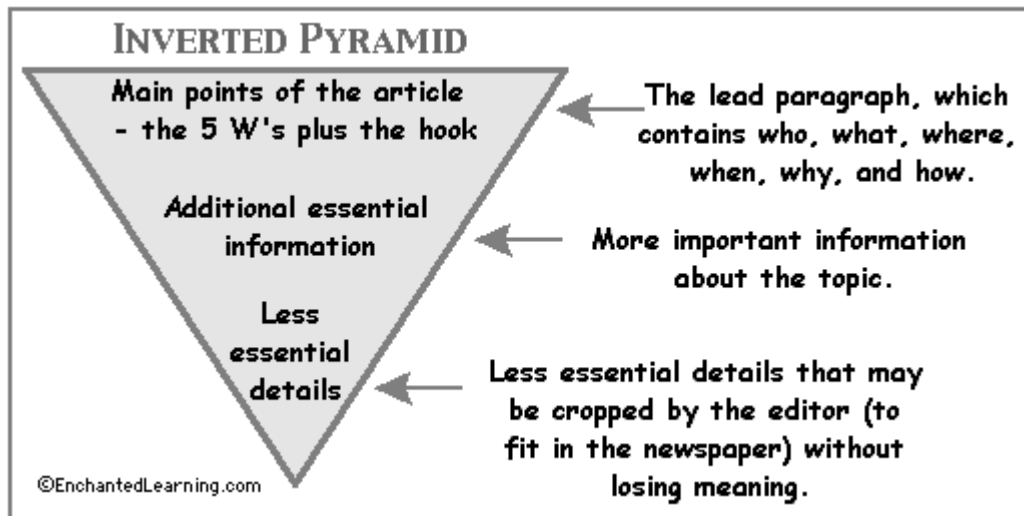 INVERTED PYRAMID
Main points of the article
- the 5 W's plus the hook
The lead paragraph, which
contains who, what, where,
when, why, and how.
Additional essential
information
More important information
about the topic.
Less
essential
details
Less essential details that may
be cropped by the editor (to
fit in the newspaper) without
losing meaning.
©EnchantedLearning.com